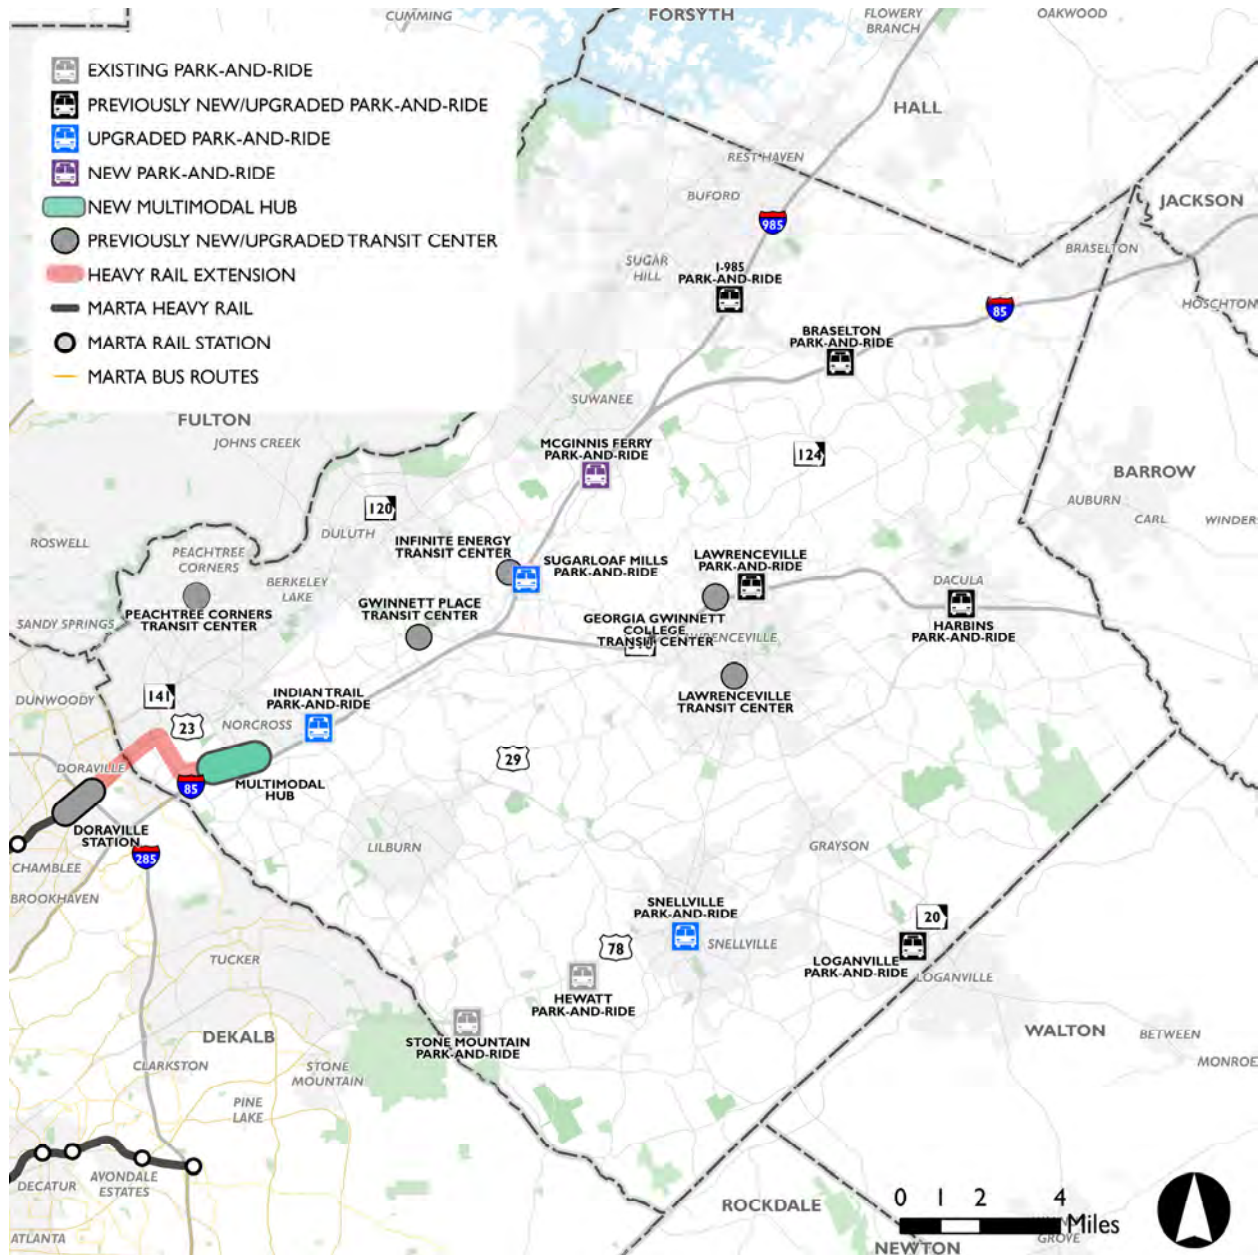 CUMMING
FORSYTH
FLOWERY
BRANCH
OAKWOOD
EXISTING PARK-AND-RIDE
PREVIOUSLY NEW/UPGRADED PARK-AND-RIDE
UPGRADED PARK-AND-RIDE
NEW PARK-AND-RIDE
NEW MULTIMODAL HUB
PREVIOUSLY NEW/UPGRADED TRANSIT CENTER
HEAVY RAIL EXTENSION
MARTA HEAVY RAIL
MARTA RAIL STATION
MARTA BUS ROUTES
HALL
REST HAVEN
BUFORD
JACKSON
985
BRASELTON
SUGAR
HILL
I-985
PARK-AND-RIDE
HOSCHTON
85
BRASELTON
PARK-AND-RIDE
SUWANEE
FULTON
JOHNS CREEK
MCGINNIS FERRY
PARK-AND-RIDE
124
BARROW
AUBURN
CARL
WINDER
120
DULUTH
ROSWELL
PEACHTREE
CORNERS
INFINITE ENERGY
TRANSIT CENTER
SUGARLOAF MILLS
PARK-AND-RIDE
LAWRENCEVILLE
PARK-AND-RIDE
BERKELEY
LAKE
DACULA
PEACHTREE CORNERS
TRANSIT CENTER
GWINNETT PLACE
TRANSIT CENTER
GEORGIA GWINNETT
COLLEGE
TRANSIT CENTER
HARBINS
PARK-AND-RIDE
SANDY SPRINGS
DUNWOODY
141
23
NORCROSS
INDIAN TRAIL
PARK-AND-RIDE
LAWRENCEVILLE
TRANSIT CENTER
29
DORAVILLE
85
MULTIMODAL
HUB
DORAVILLE
STATION
285
CHAMBLEE
BROOKHAVEN
LILBURN
GRAYSON
SNELLVILLE
PARK-AND-RIDE
20
78
SNELLVILLE
TUCKER
LOGANVILLE
PARK-AND-RIDE
LOGANVILLE
HEWATT
PARK-AND-RIDE
DEKALB
STONE MOUNTAIN
PARK-AND-RIDE
WALTON
BETWEEN
MONROE
CLARKSTON
STONE
MOUNTAIN
PINE
LAKE
DECATUR
AVONDALE
ESTATES
ROCKDALE
0 1 2 4
Miles
ATLANTA
NEWTON
GROVE